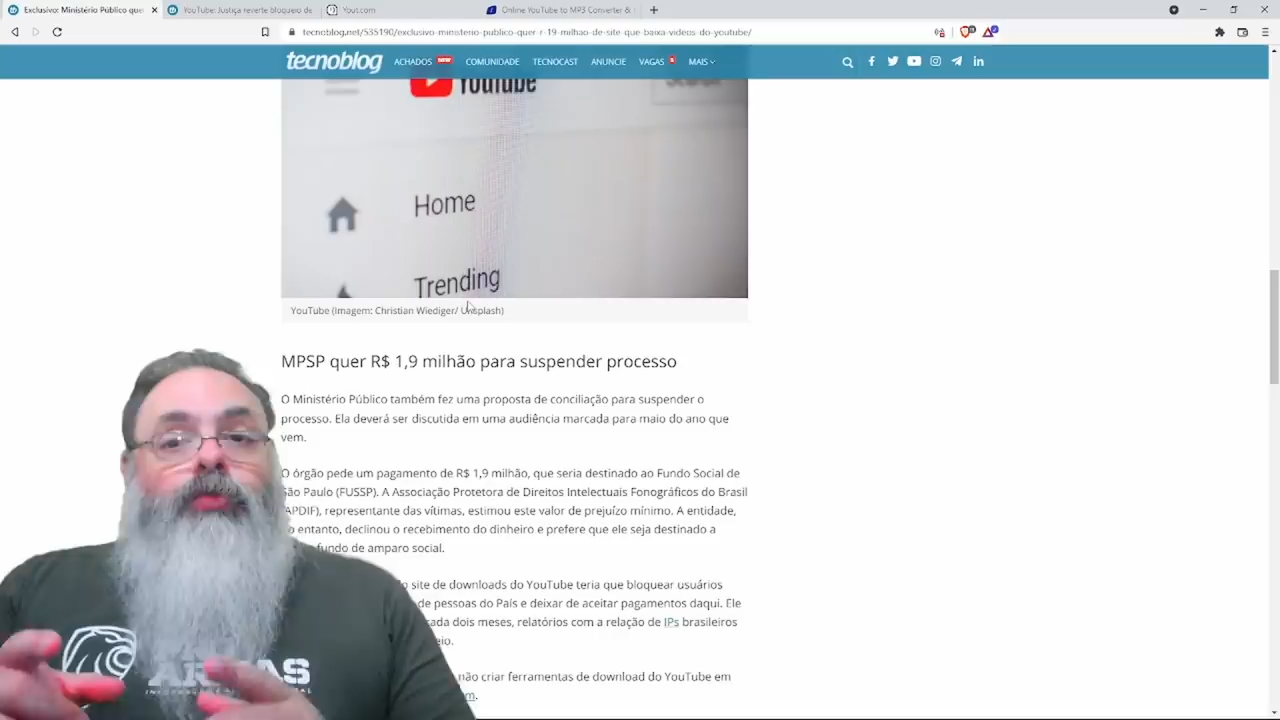 Exclusivo: Ministério Público que
YouTube: Justiça reverte bloqueio de
Yout.com
Online YouTube to MP3 Converter &
tecnoblog.net/535190/exclusivo-ministerio-publico-quer-r-19-milhao-de-site-que-baixa-videos-do-youtube/
tecnoblog ACHADOS NEW COMUNIDADE TECNOCAST ANUNCIE VAGAS MAIS
YouTube
Search
Home
Trending
YouTube (Imagem: Christian Wiediger/ Unsplash)
MPSP quer R$ 1,9 milhão para suspender processo
O Ministério Público também fez uma proposta de conciliação para suspender o
processo. Ela deverá ser discutida em uma audiência marcada para maio do ano que
vem.
O órgão pede um pagamento de R$ 1,9 milhão, que seria destinado ao Fundo Social de
São Paulo (FUSSP). A Associação Protetora de Direitos Intelectuais Fonográficos do Brasil
(APDIF), representante das vítimas, estimou este valor de prejuízo mínimo. A entidade,
entanto, declinou o recebimento do dinheiro e prefere que ele seja destinado a
fundo de amparo social.
site de downloads do YouTube teria que bloquear usuários
de pessoas do País e deixar de aceitar pagamentos daqui. Ele
cada dois meses, relatórios com a relação de IPs brasileiros
não criar ferramentas de download do YouTube em